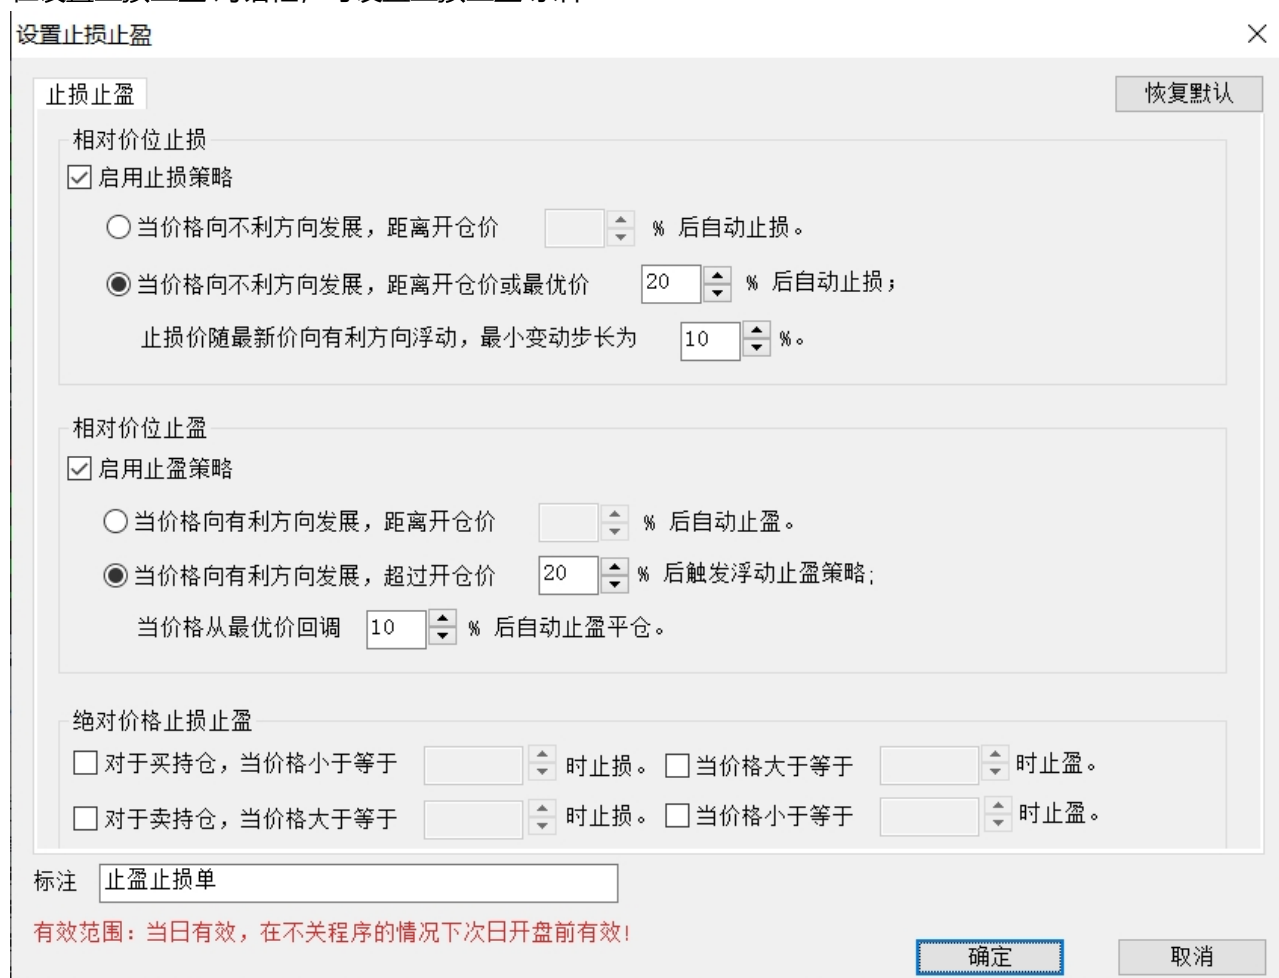 设置止损止盈
止损止盈
恢复默认
相对价位止损
启用止损策略
当价格向不利方向发展，距离开仓价 % 后自动止损。
当价格向不利方向发展，距离开仓价或最优价 20 % 后自动止损；
止损价随最新价向有利方向浮动，最小变动步长为 10 %。
相对价位止盈
启用止盈策略
当价格向有利方向发展，距离开仓价 % 后自动止盈。
当价格向有利方向发展，超过开仓价 20 % 后触发浮动止盈策略;
当价格从最优价回调 10 % 后自动止盈平仓。
绝对价格止损止盈
对于买持仓，当价格小于等于 时止损。 当价格大于等于 时止盈。
对于卖持仓，当价格大于等于 时止损。 当价格小于等于 时止盈。
标注 止盈止损单
有效范围：当日有效，在不关程序的情况下次日开盘前有效!
确定 取消